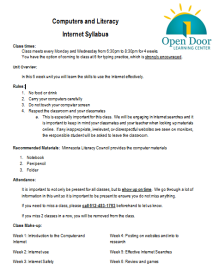 Computers and Literacy
Internet Syllabus
Open Door
LEARNING CENTER
Class times:
Class meets every Monday and Wednesday from 5:30pm to 8:30pm for 4 weeks.
You have the option of coming to class at 5 for typing practice, which is strongly encouraged
Unit Overview:
In this 6 week unit you will learn the skills to use the Internet effectively.
Rules
1. No food or drink
2. Carry your computers carefully
3. Do not touch your computer screen
4. Respect the classroom and your classmates
a. This is especially important for this class. We will be engaging in internet searches and it
is important to keep in mind your classmates and your teacher when looking up materials
online. If any inappropriate, irrelevant, or disrespectful websites are seen on monitors,
the responsible student will be asked to leave the classroom.
Recommended Materials: Minnesota Literacy Council provides the computer materials
1. Notebook
2. Pen/pencil
3. Folder
Attendance:
It is important to not only be present for all classes, but to show up on time. We go through a lot of
information in this unit so it is important to be present to ensure you do not miss anything.
If you need to miss class, please call 612-483-1703 beforehand to let us know.
If you miss 2 classes in a row, you will be removed from the class.
Class Make-up:
Week 1: Introduction to the Computer and
Internet
Week 2: Internet use
Week 3: Internet Safety
Week 4: Finding on websites and into to
research
Week 5: Effective Internet Searches
Week 6: Review and games